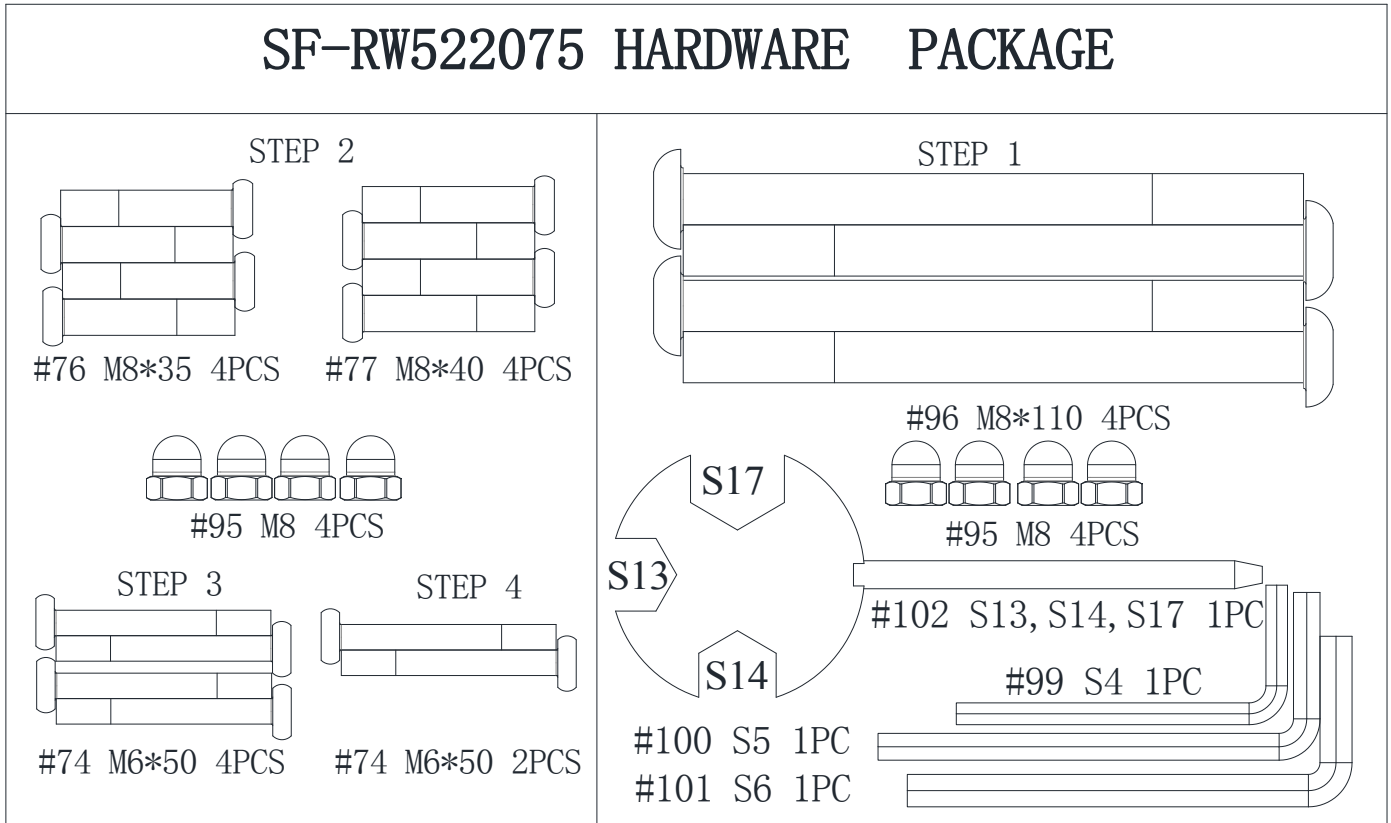 SF-RW522075 HARDWARE PACKAGE
STEP 2
#76 M8*35 4PCS
#77 M8*40 4PCS
#95 M8 4PCS
STEP 3
#74 M6*50 4PCS
STEP 4
#74 M6*50 2PCS
STEP 1
#96 M8*110 4PCS
#95 M8 4PCS
S17
S13
S14
#102 S13, S14, S17 1PC
#99 S4 1PC
#100 S5 1PC
#101 S6 1PC